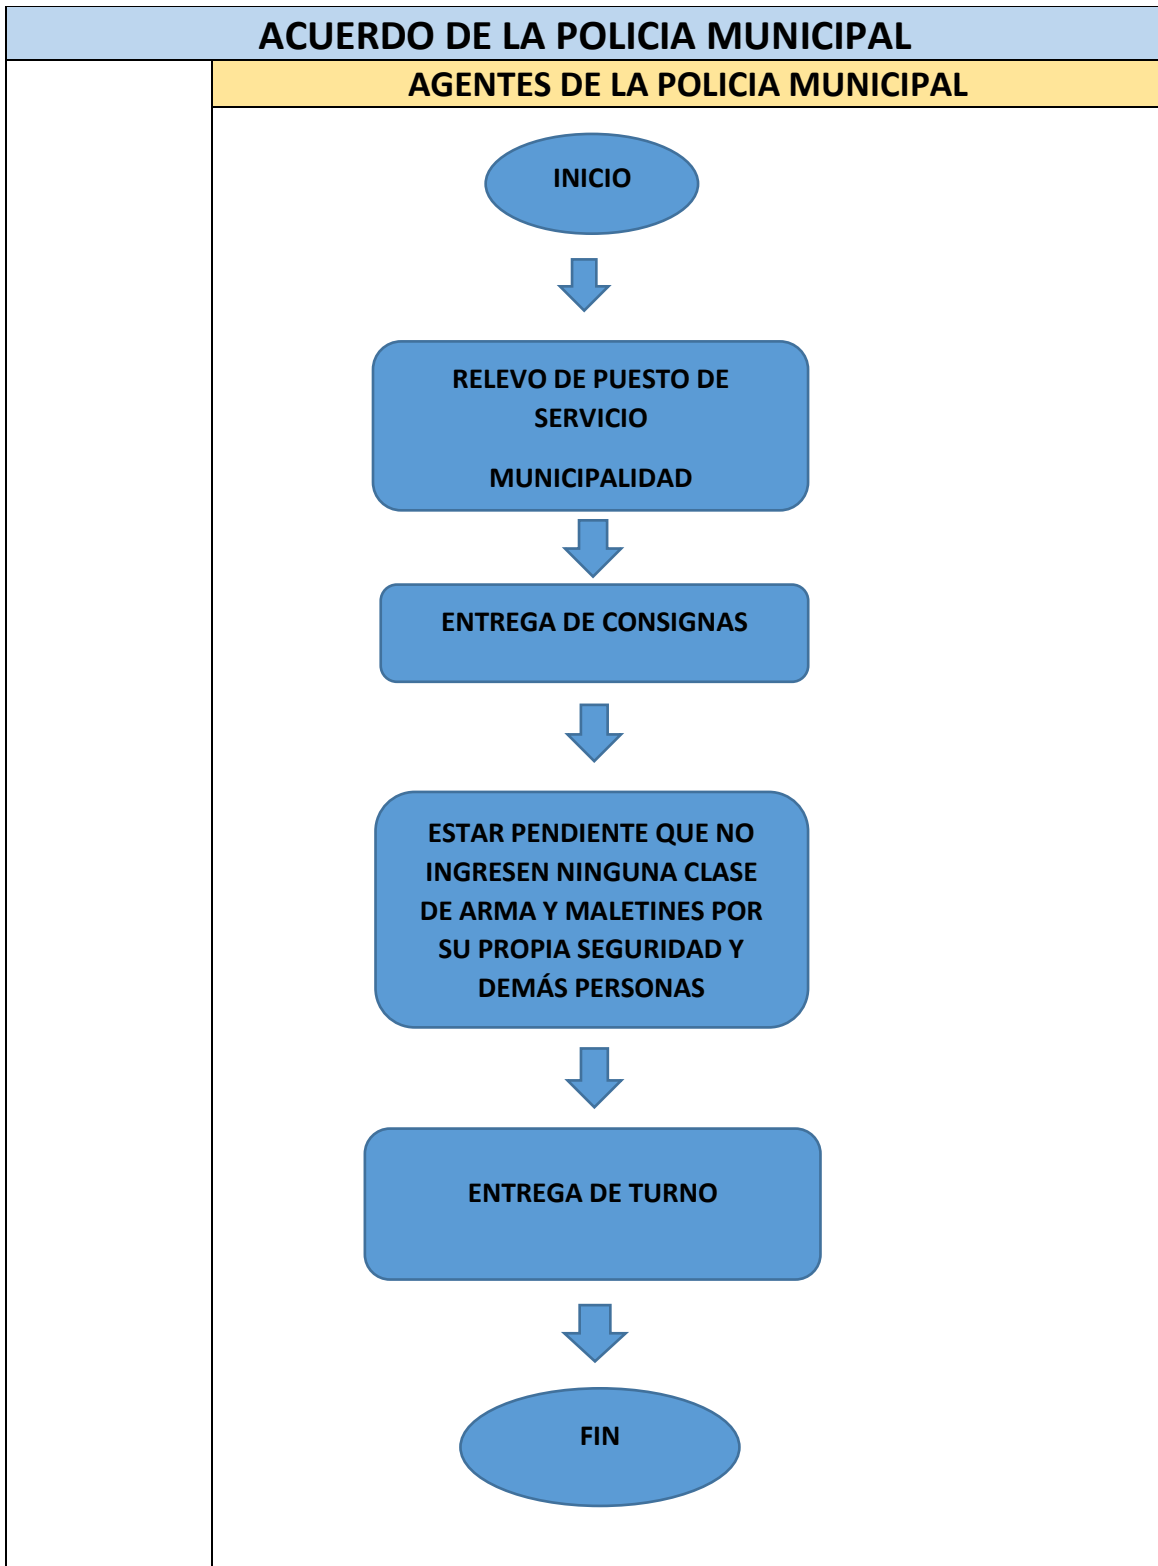 ACUERDO DE LA POLICIA MUNICIPAL
AGENTES DE LA POLICIA MUNICIPAL
INICIO
RELEVO DE PUESTO DE
SERVICIO
MUNICIPALIDAD
ENTREGA DE CONSIGNAS
ESTAR PENDIENTE QUE NO
INGRESEN NINGUNA CLASE
DE ARMA Y MALETINES POR
SU PROPIA SEGURIDAD Y
DEMÁS PERSONAS
ENTREGA DE TURNO
FIN